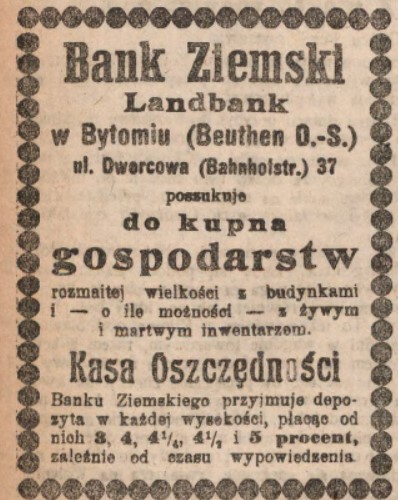 Bank Ziemski
Landbank
w Bytomiu (Beuthen O.-S.)
ul. Dworcowa (Bahnhofstr.) 37
poszukuje
do kupna
gospodarstw
rozmaitej wielkości z budynkami
i — o ile możności — z żywym
i martwym inwentarzem.
Kasa Oszczędności
Banku Ziemskiego przyjmuje depo-
zyta w każdej wysokości, płacąc od
nich 3, 4, 4¼, 4½ i 5 procent,
zależnie od czasu wypowiedzenia